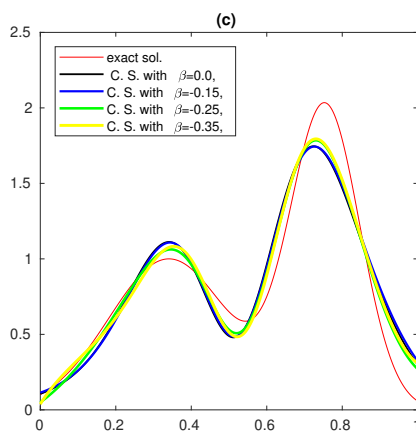 (c)
2.5
exact sol.
C. S. with β=0.0,
C. S. with β=-0.15,
C. S. with β=-0.25,
C. S. with β=-0.35,
2
1.5
1
0.5
0
0 0.2 0.4 0.6 0.8